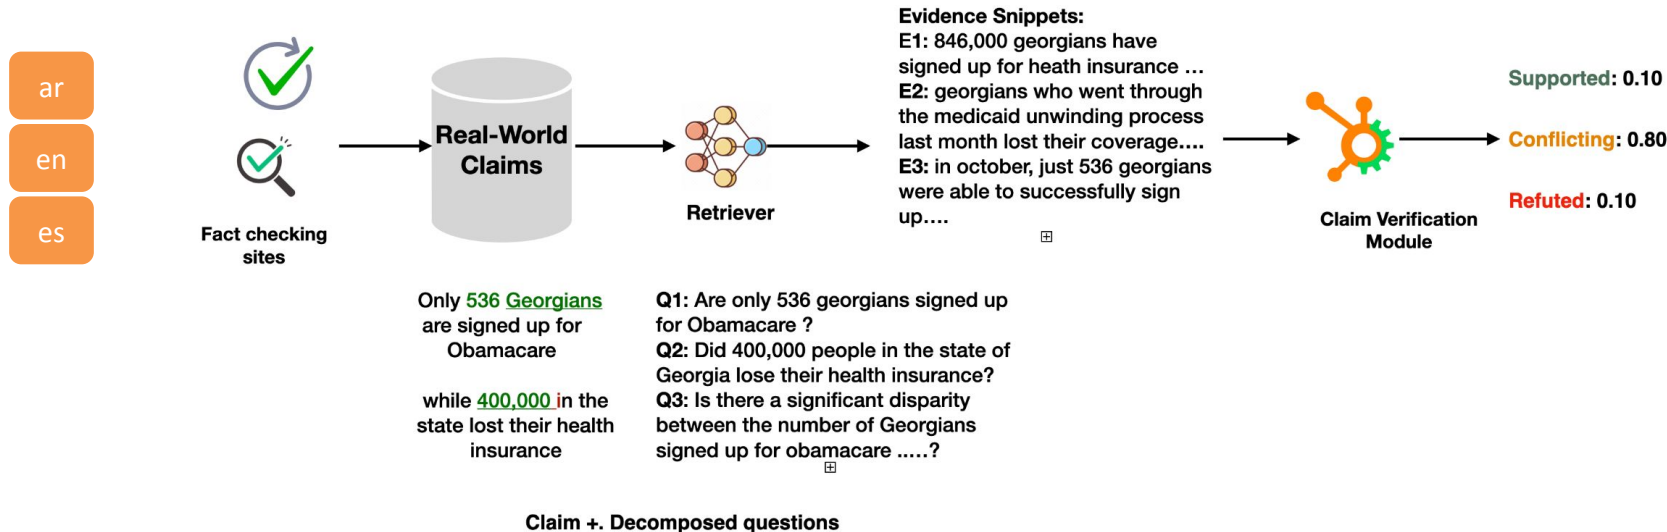 ar
en
es
Fact checking
sites
Real-World
Claims
Retriever
Evidence Snippets:
E1: 846,000 georgians have
signed up for heath insurance ...
E2: georgians who went through
the medicaid unwinding process
last month lost their coverage....
E3: in october, just 536 georgians
were able to successfully sign
up....
Claim Verification
Module
Supported: 0.10
Conflicting: 0.80
Refuted: 0.10
Only 536 Georgians
are signed up for
Obamacare
while 400,000 in the
state lost their health
insurance
Q1: Are only 536 georgians signed up
for Obamacare ?
Q2: Did 400,000 people in the state of
Georgia lose their health insurance?
Q3: Is there a significant disparity
between the number of Georgians
signed up for obamacare .....?
Claim +. Decomposed questions